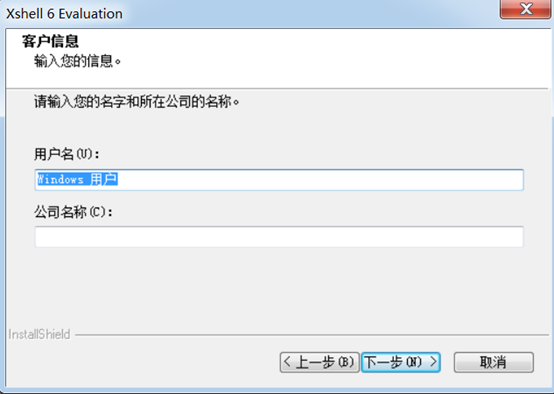 Xshell 6 Evaluation
客户信息
输入您的信息。
请输入您的名字和所在公司的名称。
用户名(U):
Windows 用户
公司名称(C):
InstallShield
< 上一步(B) 下一步(N) > 取消